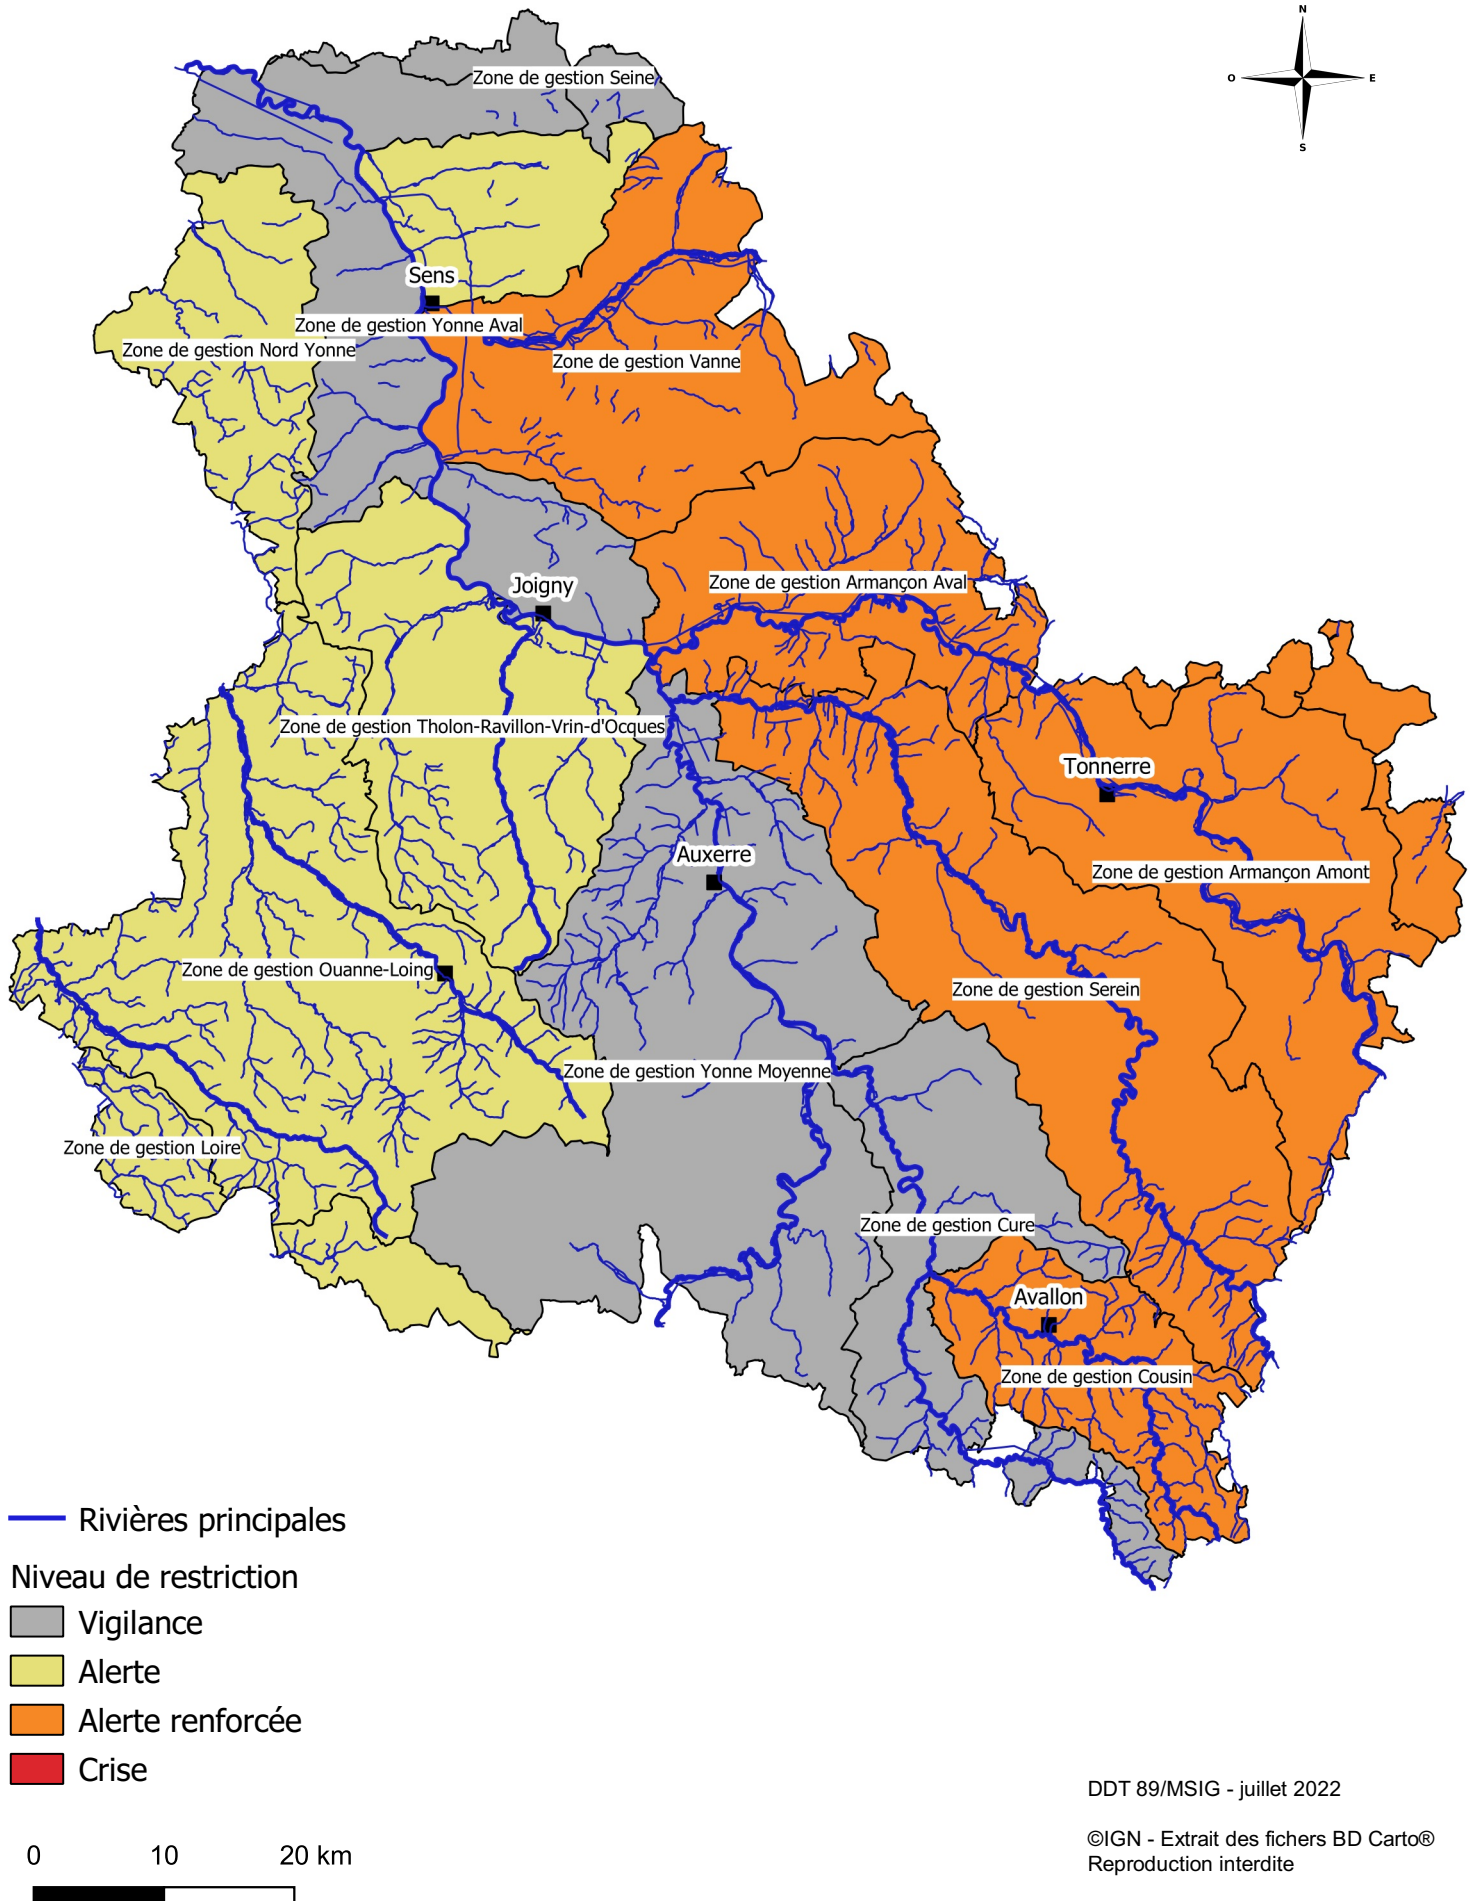 N
O
E
S
Zone de gestion Seine
Sens
Zone de gestion Yonne Aval
Zone de gestion Nord Yonne
Zone de gestion Vanne
Zone de gestion Armançon Aval
Joigny
Zone de gestion Tholon-Ravillon-Vrin-d'Ocques
Tonnerre
Auxerre
Zone de gestion Armançon Amont
Zone de gestion Ouanne-Loing
Zone de gestion Serein
Zone de gestion Yonne Moyenne
Zone de gestion Loire
Zone de gestion Cure
Avallon
Zone de gestion Cousin
Rivières principales
Niveau de restriction
Vigilance
Alerte
Alerte renforcée
Crise
0 10 20 km
DDT 89/MSIG - juillet 2022
©IGN - Extrait des fichiers BD Carto®
Reproduction interdite